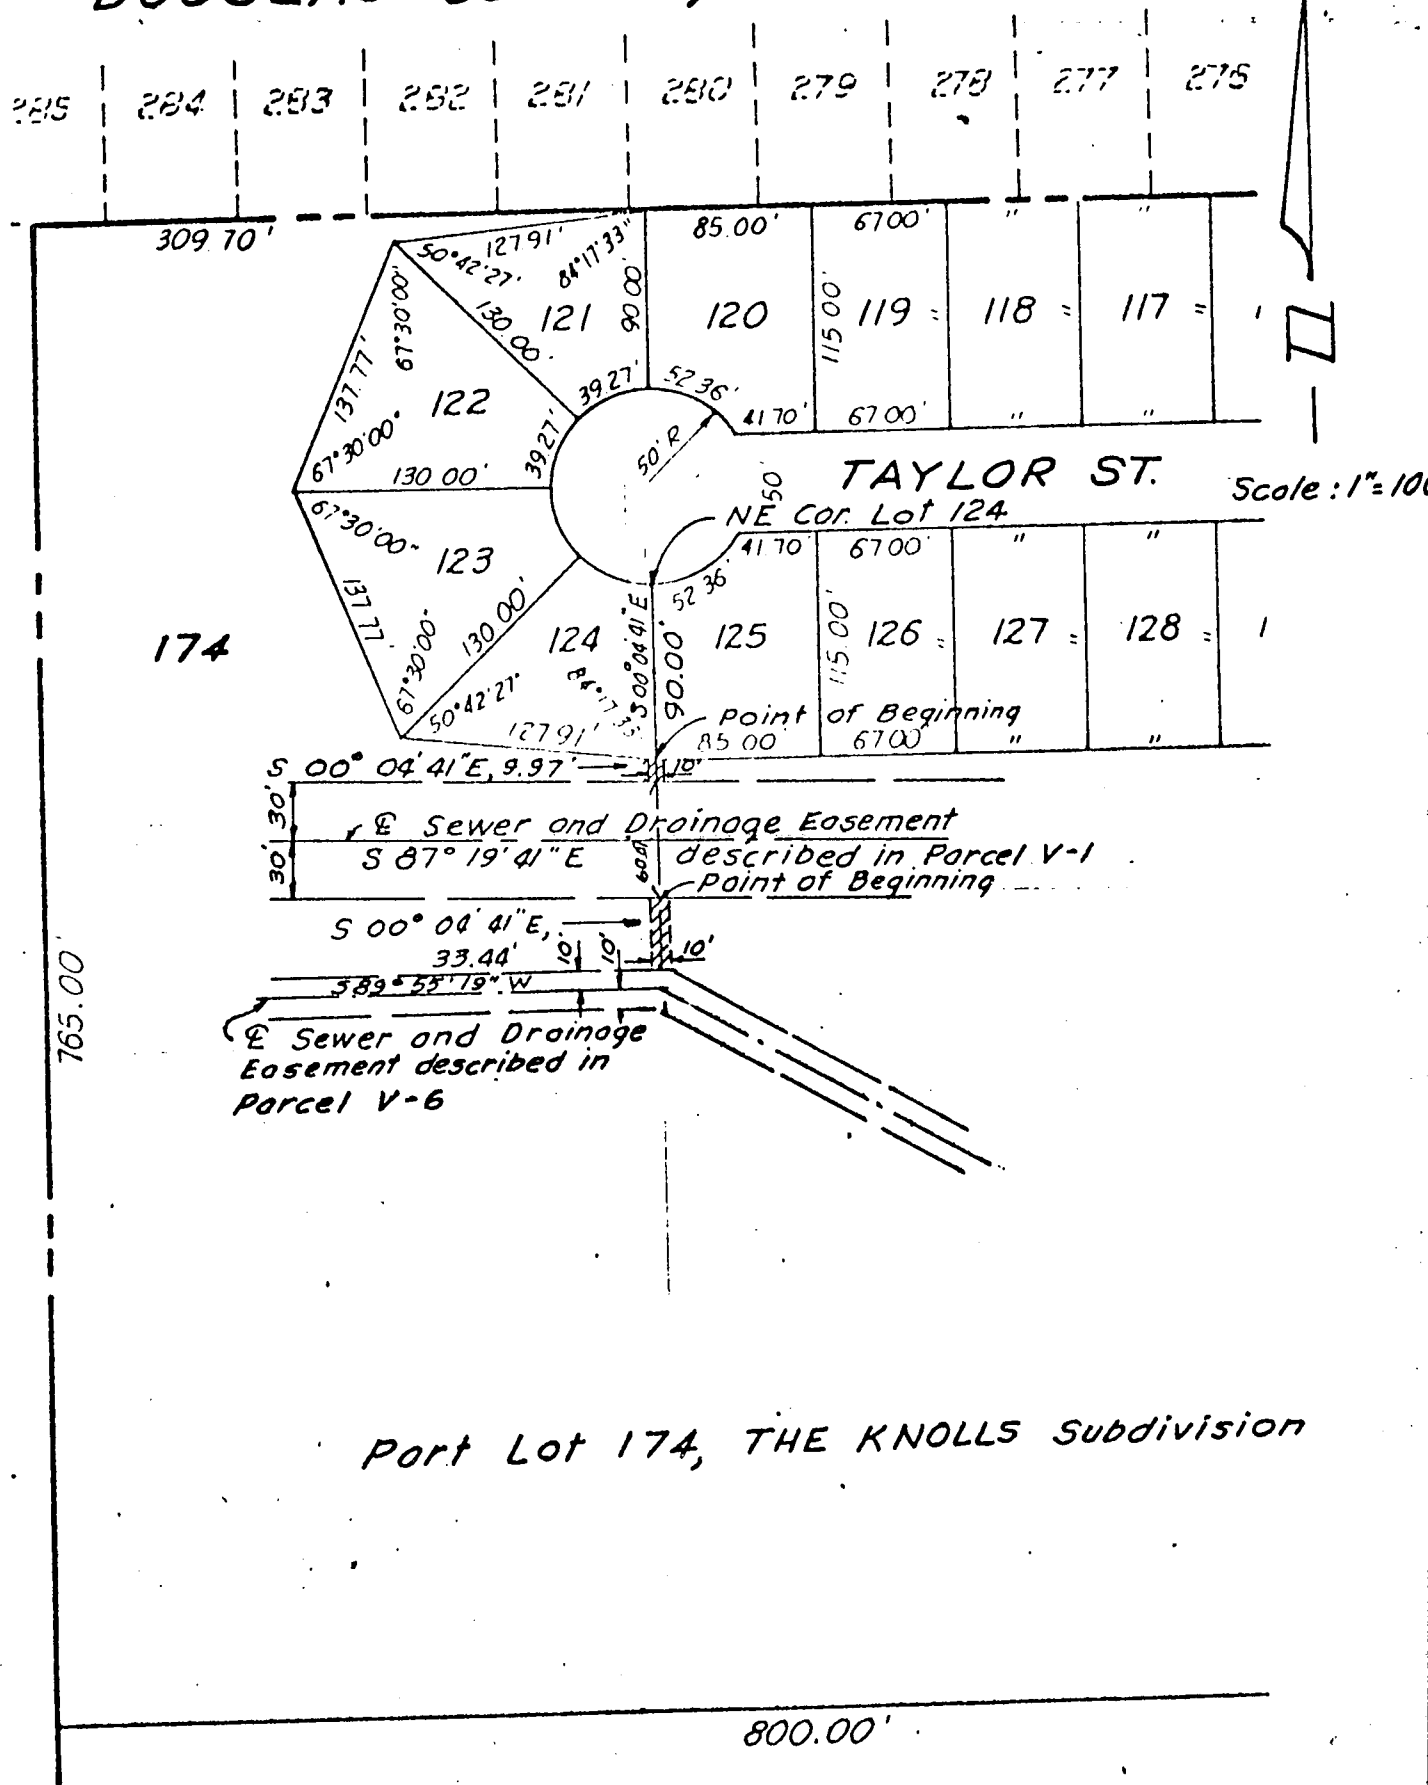 285 284 283 282 281 280 279 278 277 276
309.70'
127.91'
50°42'27"
84°17'33"
85.00'
67.00' " "
67°30'00"
137.77'
130.00'
121
90.00'
120
115.00'
119 = 118 = 117 = 1
122
39.27'
52.36'
39.27'
67°30'00"
41.70' 67.00' " "
50' R
130.00'
TAYLOR ST.
50'
Scale: 1"= 100
NE Cor. Lot 124
67°30'00"
41.70' 67.00' " "
123
52.36'
137.77'
130.00'
S 00°04'41"E
90.00'
115.00'
174
124
125
126 = 127 = 128 = 1
67°30'00"
50°42'27"
84°17'33"
Point of Beginning
127.91'
85.00' 67.00' " "
S 00° 04' 41"E, 9.97'
10'
30'
℄ Sewer and Drainage Easement
30'
S 87° 19' 41" E
described in Parcel V-1
Point of Beginning
S 00° 04' 41"E,
33.44'
10'
10'
10'
S 89° 55' 19" W
℄ Sewer and Drainage
Easement described in
Parcel V-6
765.00'
Part Lot 174, THE KNOLLS Subdivision
800.00'